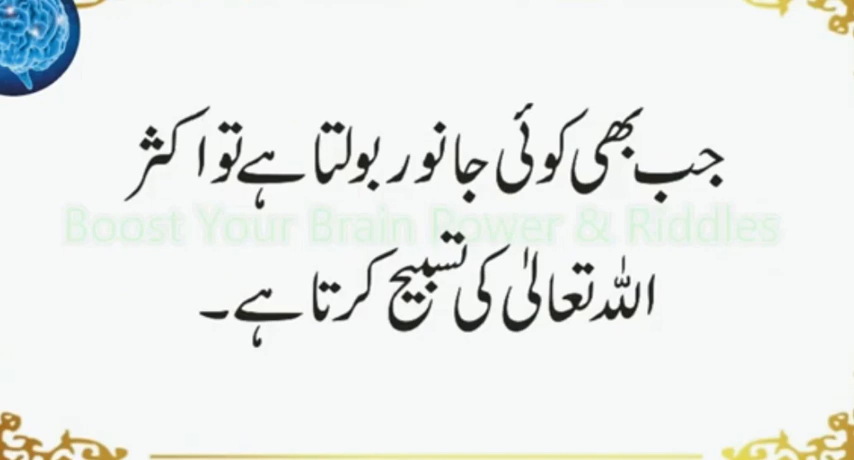 جب بھی کوئی جانور بولتا ہے تو اکثر
Boost Your Brain Power & Riddles
اللہ تعالیٰ کی تسبیح کرتا ہے۔